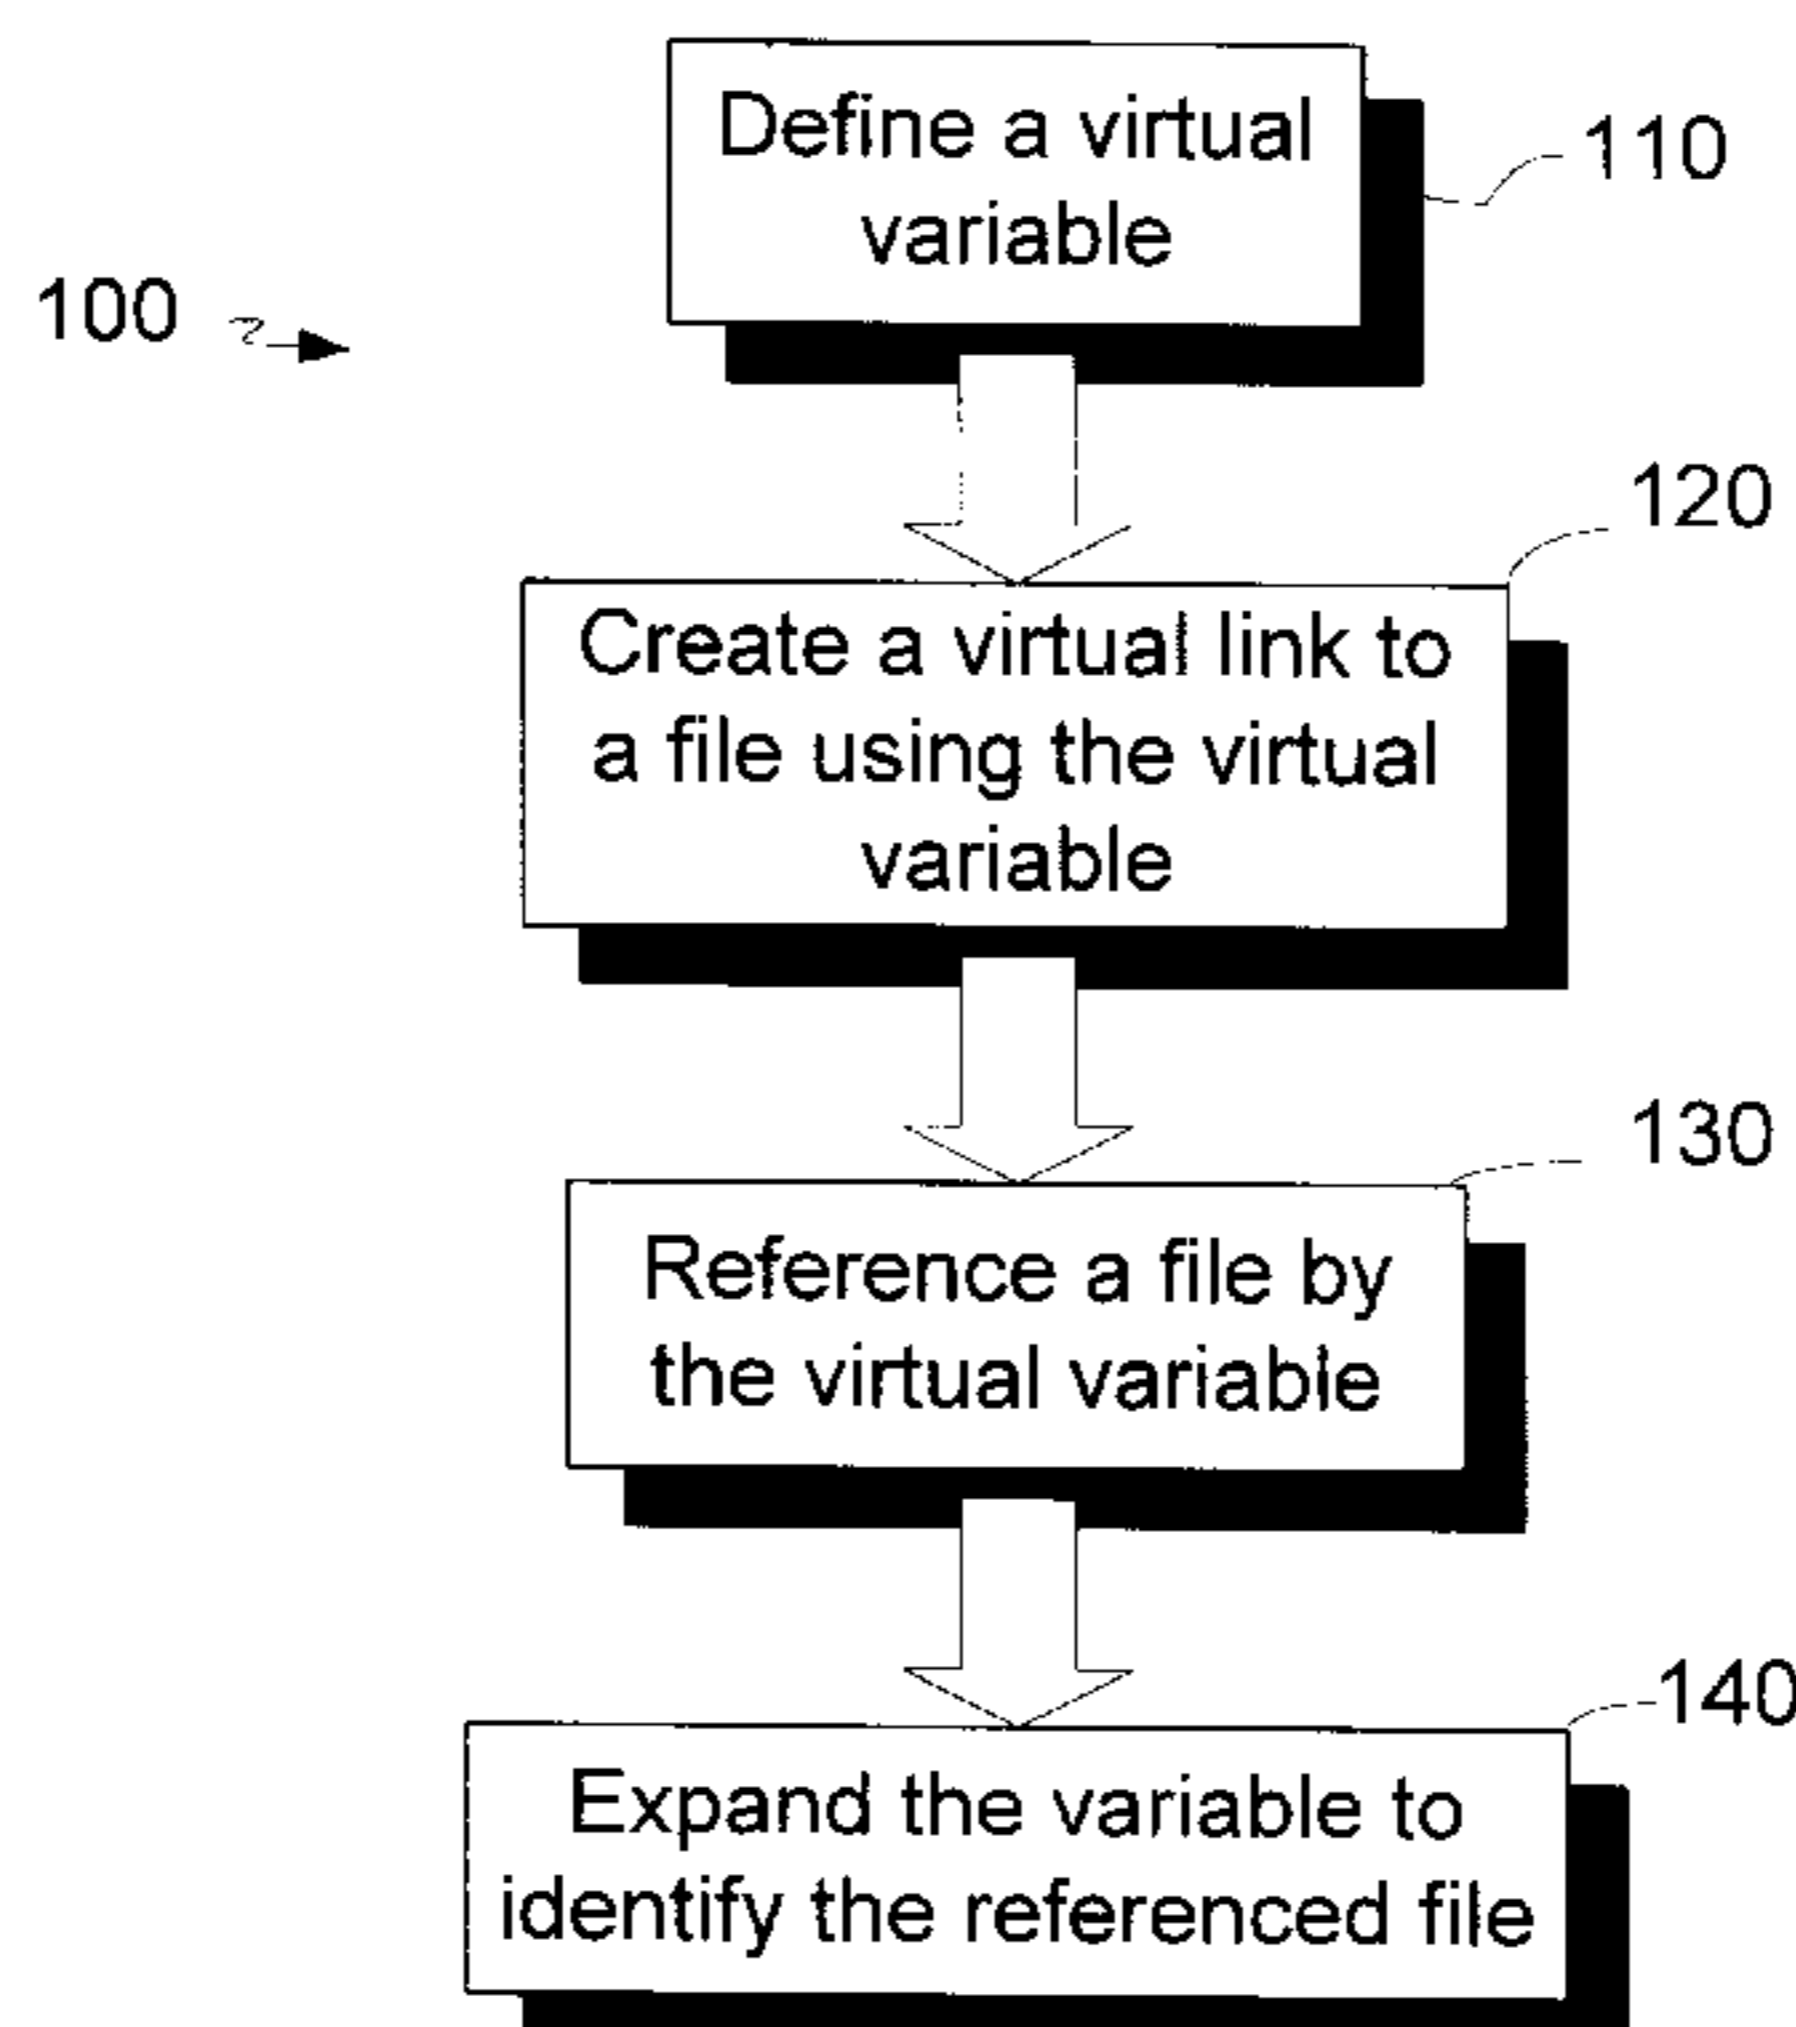 Define a virtual
variable
110
100
120
Create a virtual link to
a file using the virtual
variable
130
Reference a file by
the virtual variable
140
Expand the variable to
identify the referenced file